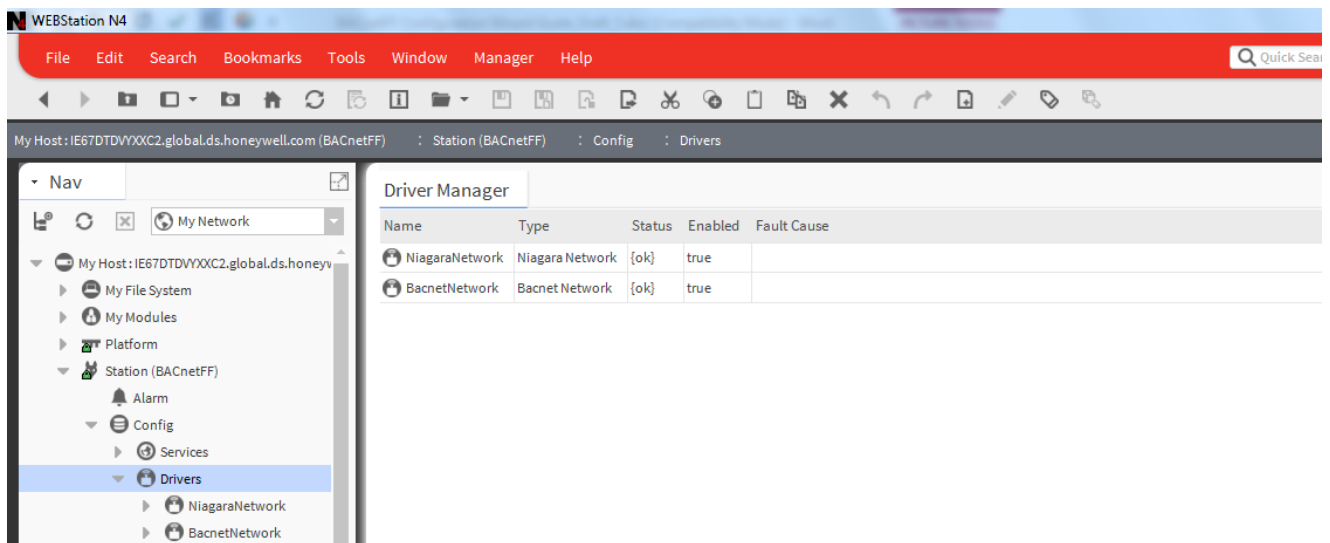 WEBStation N4
File Edit Search Bookmarks Tools Window Manager Help
Quick Sear
My Host : IE67DTDVYXXC2.global.ds.honeywell.com (BACnetFF) : Station (BACnetFF) : Config : Drivers
Nav
My Network
My Host : IE67DTDVYXXC2.global.ds.honeyw
My File System
My Modules
Platform
Station (BACnetFF)
Alarm
Config
Services
Drivers
NiagaraNetwork
BacnetNetwork
Driver Manager
Name Type Status Enabled Fault Cause
NiagaraNetwork Niagara Network {ok} true
BacnetNetwork Bacnet Network {ok} true